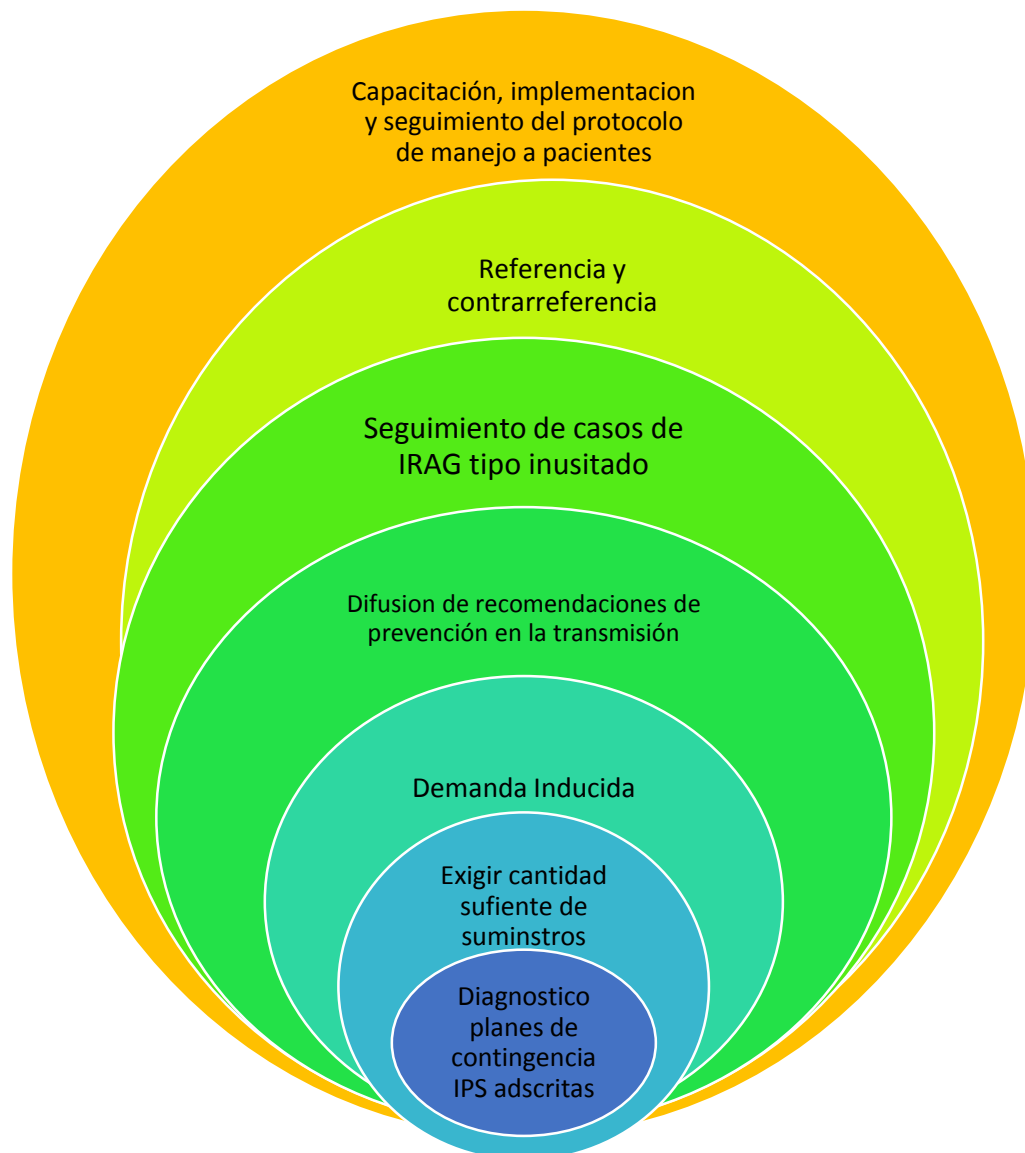 Capacitación, implementacion
y seguimiento del protocolo
de manejo a pacientes
Referencia y
contrarreferencia
Seguimiento de casos de
IRAG tipo inusitado
Difusion de recomendaciones de
prevención en la transmisión
Demanda Inducida
Exigir cantidad
sufiente de
suminstros
Diagnostico
planes de
contingencia
IPS adscritas